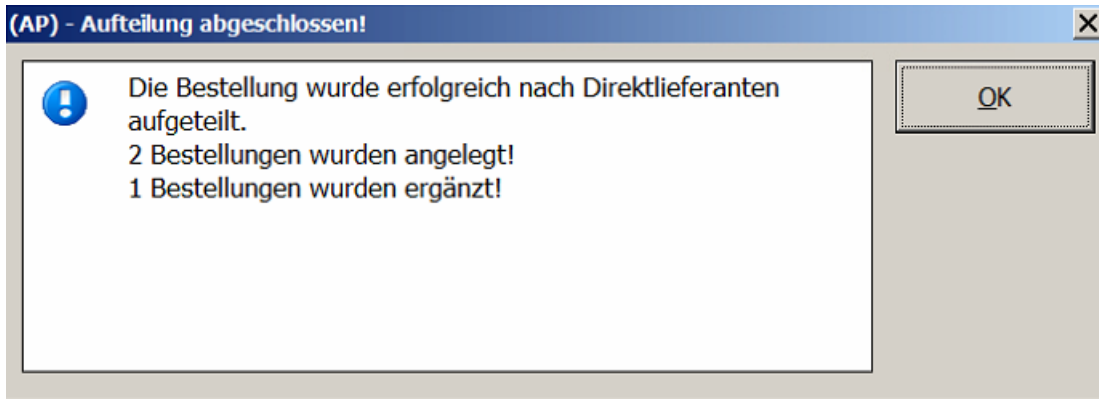 (AP) - Aufteilung abgeschlossen!
Die Bestellung wurde erfolgreich nach Direktlieferanten
aufgeteilt.
2 Bestellungen wurden angelegt!
1 Bestellungen wurden ergänzt!
OK